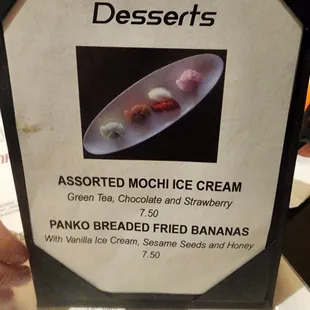 Desserts
ASSORTED MOCHI ICE CREAM
Green Tea, Chocolate and Strawberry
7.50
PANKO BREADED FRIED BANANAS
With Vanilla Ice Cream, Sesame Seeds and Honey
7.50